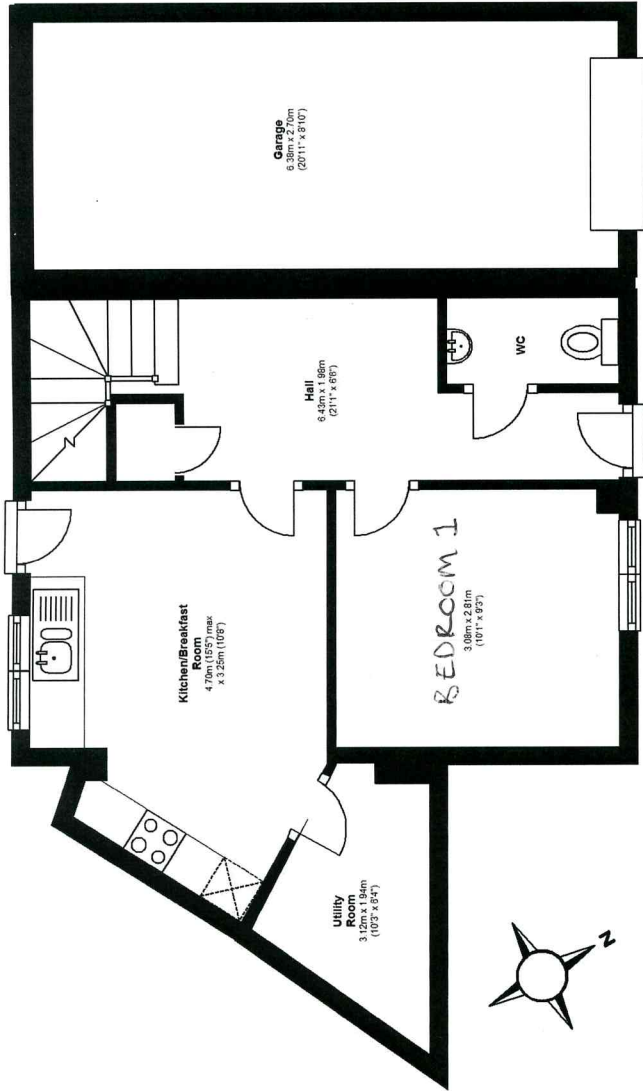 Garage
6.38m x 2.70m
(20'11" x 8'10")
Hall
6.43m x 1.98m
(21'1" x 6'6")
WC
Kitchen/Breakfast
Room
4.70m (15'5") max
x 3.25m (10'8")
BEDROOM 1
3.08m x 2.81m
(10'1" x 9'3")
Utility
Room
3.12m x 1.94m
(10'3" x 6'4")
N